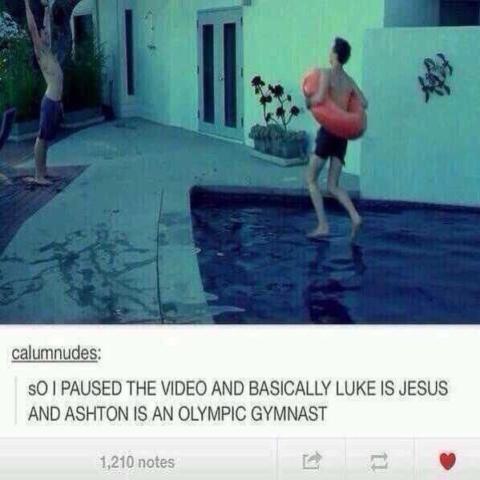 calumnudes:
sO I PAUSED THE VIDEO AND BASICALLY LUKE IS JESUS
AND ASHTON IS AN OLYMPIC GYMNAST
1,210 notes